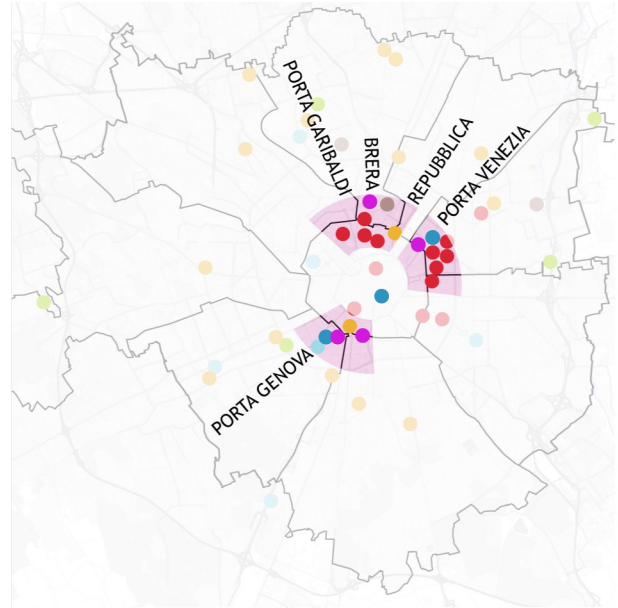 PORTA GARIBALDI
BRERA
REPUBBLICA
PORTA VENEZIA
PORTA GENOVA